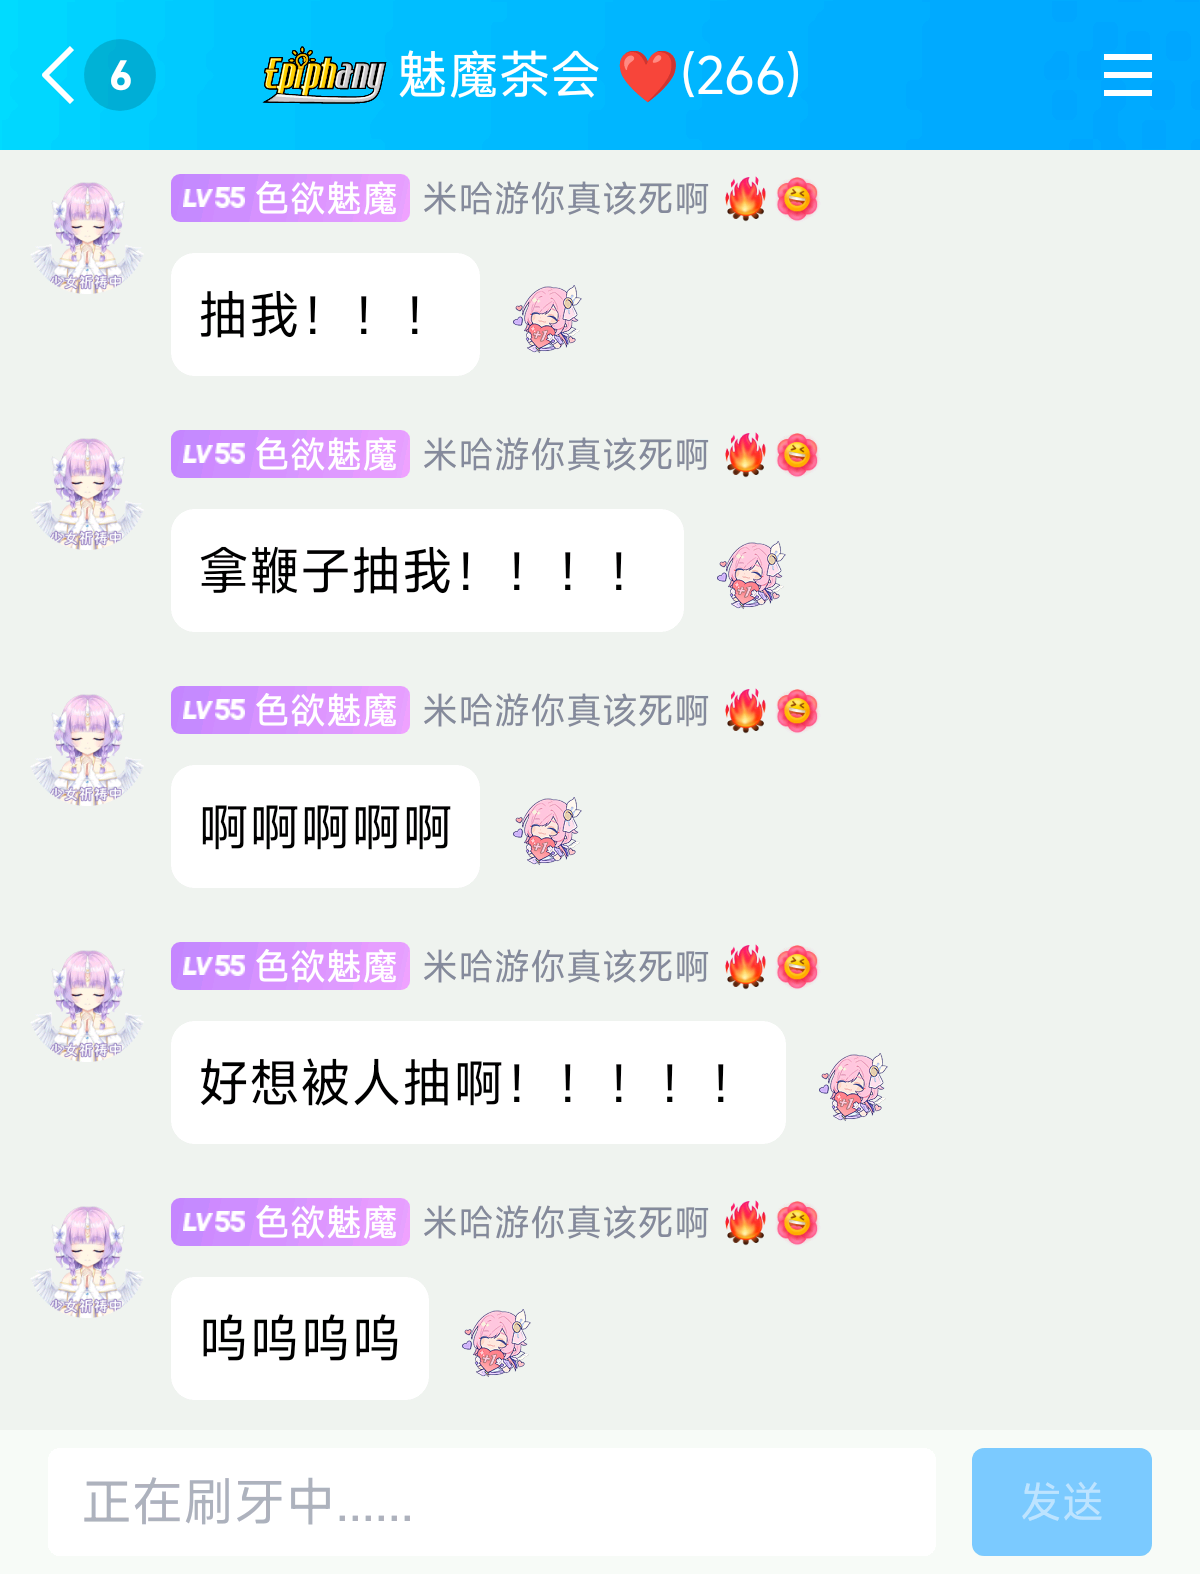 6
Epiphany 魅魔茶会 ❤️(266)
LV55 色欲魅魔 米哈游你真该死啊
少女祈祷中
抽我！！！
+1
LV55 色欲魅魔 米哈游你真该死啊
少女祈祷中
拿鞭子抽我！！！！
+1
LV55 色欲魅魔 米哈游你真该死啊
少女祈祷中
啊啊啊啊啊
+1
LV55 色欲魅魔 米哈游你真该死啊
少女祈祷中
好想被人抽啊！！！！！
+1
LV55 色欲魅魔 米哈游你真该死啊
少女祈祷中
呜呜呜呜
+1
正在刷牙中......
发送